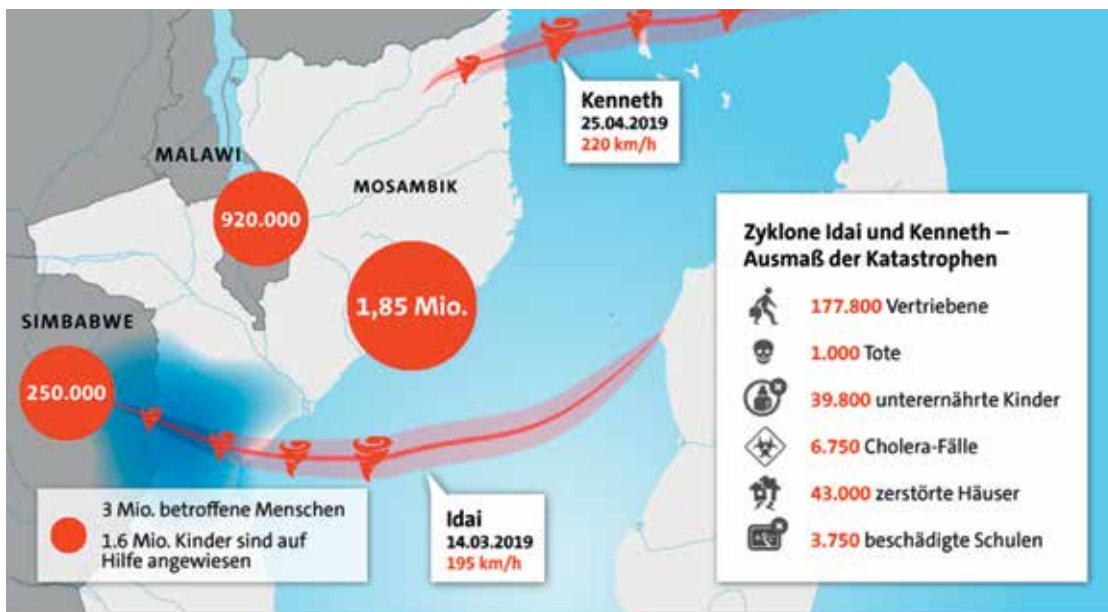 Kenneth
25.04.2019
220 km/h
MALAWI
MOSAMBIK
920.000
1,85 Mio.
SIMBABWE
250.000
Zyklone Idai und Kenneth –
Ausmaß der Katastrophen
177.800 Vertriebene
1.000 Tote
39.800 unterernährte Kinder
6.750 Cholera-Fälle
43.000 zerstörte Häuser
3.750 beschädigte Schulen
3 Mio. betroffene Menschen
1.6 Mio. Kinder sind auf
Hilfe angewiesen
Idai
14.03.2019
195 km/h